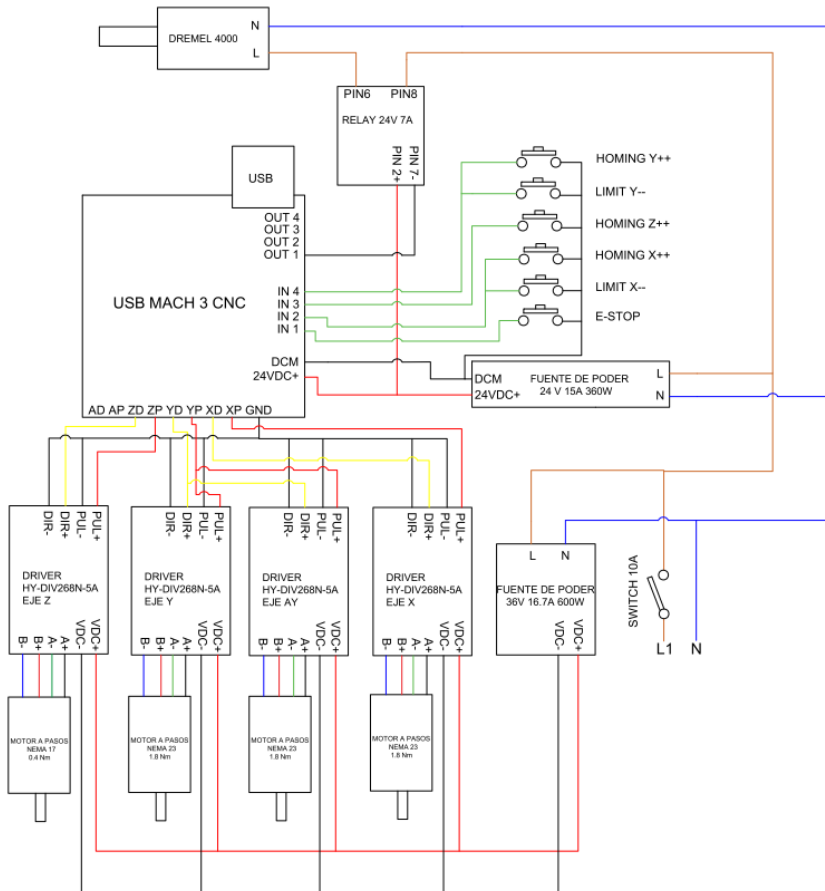 N
DREMEL 4000
L
PIN6 PIN8
RELAY 24V 7A
PIN 2+
PIN 7-
USB
OUT 4
OUT 3
OUT 2
OUT 1
USB MACH 3 CNC
IN 4
IN 3
IN 2
IN 1
DCM
24VDC+
AD AP ZD ZP YD YP XD XP GND
HOMING Y++
LIMIT Y--
HOMING Z++
HOMING X++
LIMIT X--
E-STOP
DCM
24VDC+
FUENTE DE PODER
24 V 15A 360W
L
N
DIR-
DIR+
PUL-
PUL+
DRIVER
HY-DIV268N-5A
EJE Z
B-
B+
A-
A+
VDC-
VDC+
DIR-
DIR+
PUL-
PUL+
DRIVER
HY-DIV268N-5A
EJE Y
B-
B+
A-
A+
VDC-
VDC+
DIR-
DIR+
PUL-
PUL+
DRIVER
HY-DIV268N-5A
EJE AY
B-
B+
A-
A+
VDC-
VDC+
DIR-
DIR+
PUL-
PUL+
DRIVER
HY-DIV268N-5A
EJE X
B-
B+
A-
A+
VDC-
VDC+
L N
FUENTE DE PODER
36V 16.7A 600W
VDC-
VDC+
SWITCH 10A
L1 N
MOTOR A PASOS
NEMA 17
0.4 Nm
MOTOR A PASOS
NEMA 23
1.8 Nm
MOTOR A PASOS
NEMA 23
1.8 Nm
MOTOR A PASOS
NEMA 23
1.8 Nm